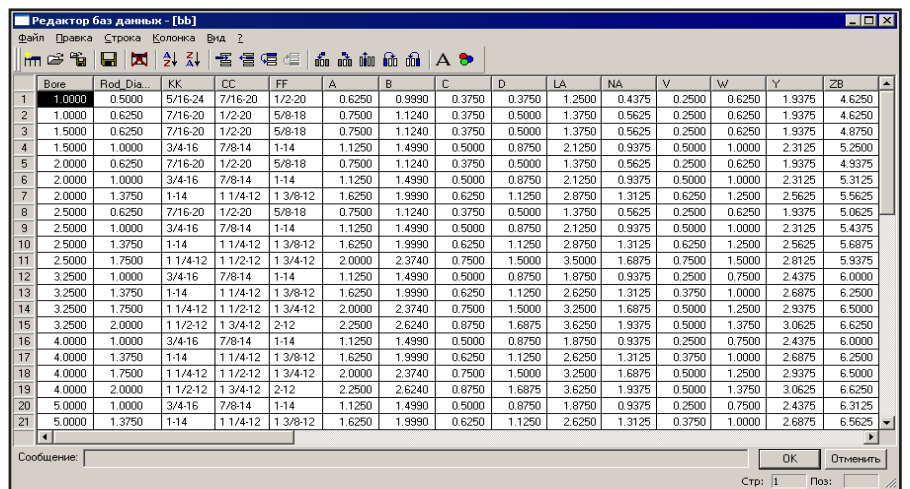 Редактор баз данных - [bb]
Файл Правка Строка Колонка Вид ?
Bore Rod_Dia... KK CC FF A B C D LA NA V W Y ZB
1 1.0000 0.5000 5/16-24 7/16-20 1/2-20 0.6250 0.9990 0.3750 0.3750 1.2500 0.4375 0.2500 0.6250 1.9375 4.6250
2 1.0000 0.6250 7/16-20 1/2-20 5/8-18 0.7500 1.1240 0.3750 0.5000 1.3750 0.5625 0.2500 0.6250 1.9375 4.6250
3 1.5000 0.6250 7/16-20 1/2-20 5/8-18 0.7500 1.1240 0.3750 0.5000 1.3750 0.5625 0.2500 0.6250 1.9375 4.8750
4 1.5000 1.0000 3/4-16 7/8-14 1-14 1.1250 1.4990 0.5000 0.8750 2.1250 0.9375 0.5000 1.0000 2.3125 5.2500
5 2.0000 0.6250 7/16-20 1/2-20 5/8-18 0.7500 1.1240 0.3750 0.5000 1.3750 0.5625 0.2500 0.6250 1.9375 4.9375
6 2.0000 1.0000 3/4-16 7/8-14 1-14 1.1250 1.4990 0.5000 0.8750 2.1250 0.9375 0.5000 1.0000 2.3125 5.3125
7 2.0000 1.3750 1-14 1 1/4-12 1 3/8-12 1.6250 1.9990 0.6250 1.1250 2.8750 1.3125 0.6250 1.2500 2.5625 5.5625
8 2.5000 0.6250 7/16-20 1/2-20 5/8-18 0.7500 1.1240 0.3750 0.5000 1.3750 0.5625 0.2500 0.6250 1.9375 5.0625
9 2.5000 1.0000 3/4-16 7/8-14 1-14 1.1250 1.4990 0.5000 0.8750 2.1250 0.9375 0.5000 1.0000 2.3125 5.4375
10 2.5000 1.3750 1-14 1 1/4-12 1 3/8-12 1.6250 1.9990 0.6250 1.1250 2.8750 1.3125 0.6250 1.2500 2.5625 5.6875
11 2.5000 1.7500 1 1/4-12 1 1/2-12 1 3/4-12 2.0000 2.3740 0.7500 1.5000 3.5000 1.6875 0.7500 1.5000 2.8125 5.9375
12 3.2500 1.0000 3/4-16 7/8-14 1-14 1.1250 1.4990 0.5000 0.8750 1.8750 0.9375 0.2500 0.7500 2.4375 6.0000
13 3.2500 1.3750 1-14 1 1/4-12 1 3/8-12 1.6250 1.9990 0.6250 1.1250 2.6250 1.3125 0.3750 1.0000 2.6875 6.2500
14 3.2500 1.7500 1 1/4-12 1 1/2-12 1 3/4-12 2.0000 2.3740 0.7500 1.5000 3.2500 1.6875 0.5000 1.2500 2.9375 6.5000
15 3.2500 2.0000 1 1/2-12 1 3/4-12 2-12 2.2500 2.6240 0.8750 1.6875 3.6250 1.9375 0.5000 1.3750 3.0625 6.6250
16 4.0000 1.0000 3/4-16 7/8-14 1-14 1.1250 1.4990 0.5000 0.8750 1.8750 0.9375 0.2500 0.7500 2.4375 6.0000
17 4.0000 1.3750 1-14 1 1/4-12 1 3/8-12 1.6250 1.9990 0.6250 1.1250 2.6250 1.3125 0.3750 1.0000 2.6875 6.2500
18 4.0000 1.7500 1 1/4-12 1 1/2-12 1 3/4-12 2.0000 2.3740 0.7500 1.5000 3.2500 1.6875 0.5000 1.2500 2.9375 6.5000
19 4.0000 2.0000 1 1/2-12 1 3/4-12 2-12 2.2500 2.6240 0.8750 1.6875 3.6250 1.9375 0.5000 1.3750 3.0625 6.6250
20 5.0000 1.0000 3/4-16 7/8-14 1-14 1.1250 1.4990 0.5000 0.8750 1.8750 0.9375 0.2500 0.7500 2.4375 6.3125
21 5.0000 1.3750 1-14 1 1/4-12 1 3/8-12 1.6250 1.9990 0.6250 1.1250 2.6250 1.3125 0.3750 1.0000 2.6875 6.5625
Сообщение: OK Отменить
Стр: 1 Поз: